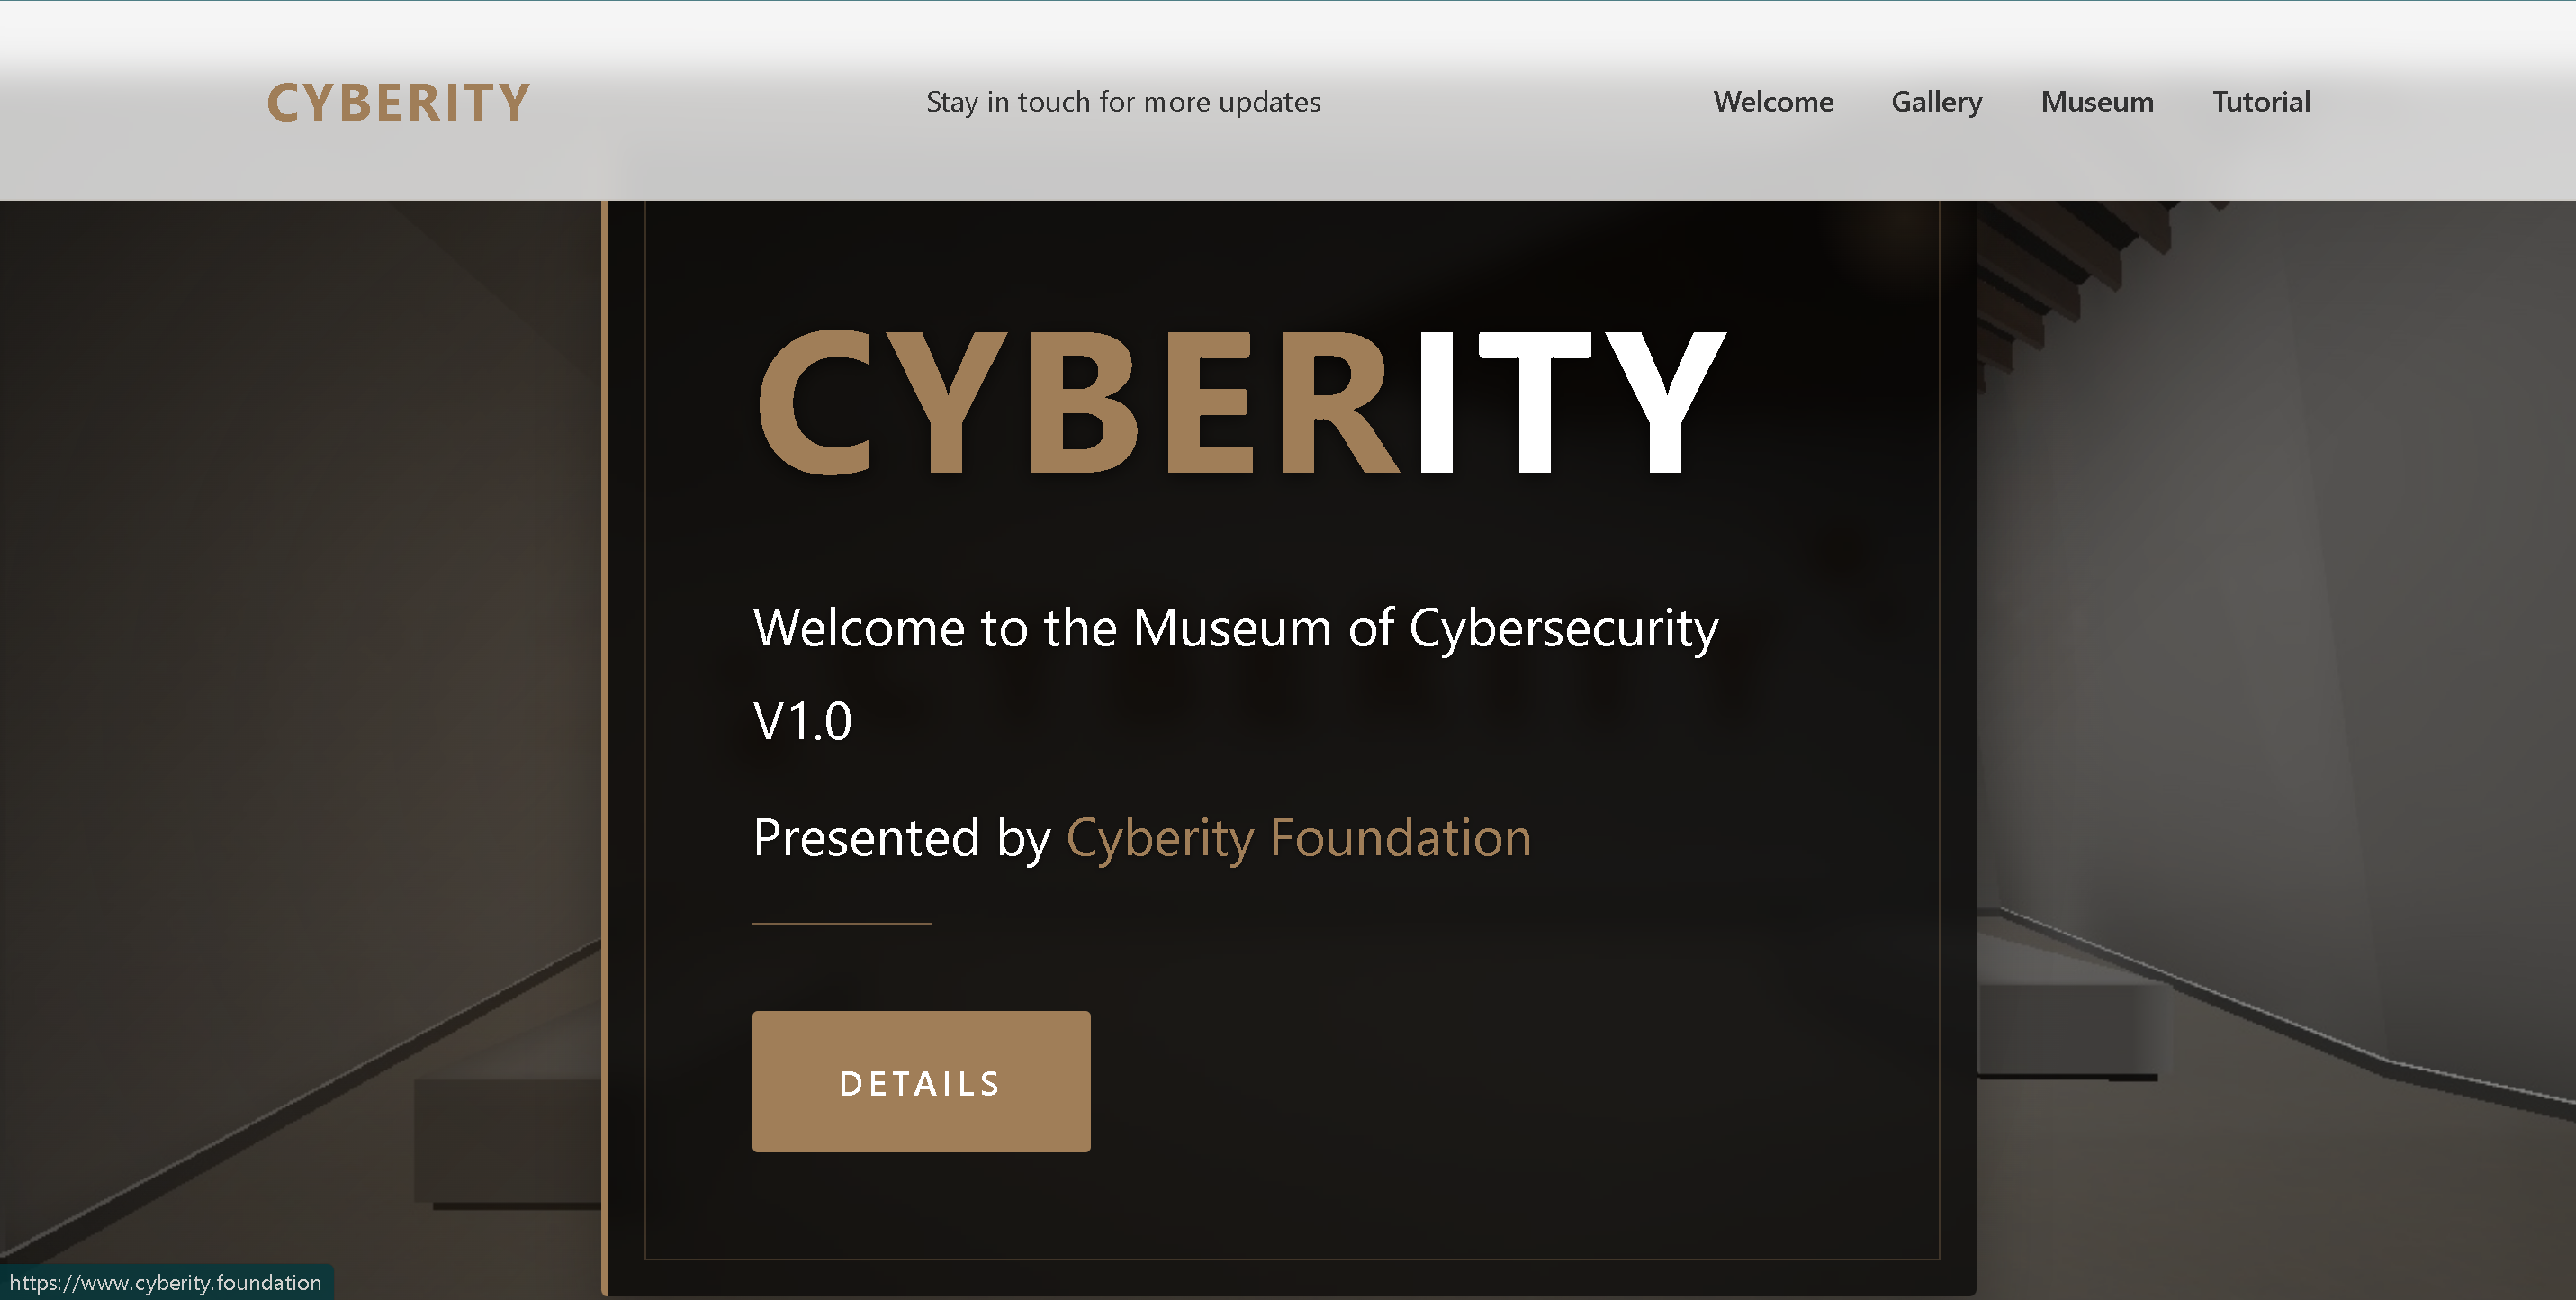 CYBERITY
Stay in touch for more updates
Welcome Gallery Museum Tutorial
CYBERITY
Welcome to the Museum of Cybersecurity
V1.0
Presented by Cyberity Foundation
DETAILS
https://www.cyberity.foundation